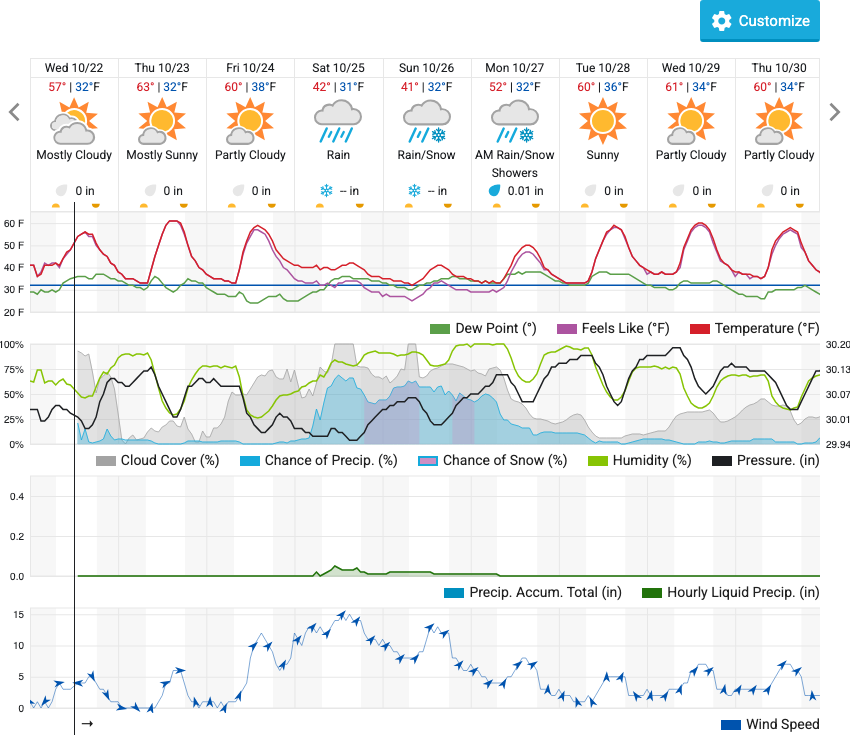 Customize
Wed 10/22 Thu 10/23 Fri 10/24 Sat 10/25 Sun 10/26 Mon 10/27 Tue 10/28 Wed 10/29 Thu 10/30
57° | 32°F 63° | 32°F 60° | 38°F 42° | 31°F 41° | 32°F 52° | 32°F 60° | 36°F 61° | 34°F 60° | 34°F
Mostly Cloudy Mostly Sunny Partly Cloudy Rain Rain/Snow AM Rain/Snow Showers Sunny Partly Cloudy Partly Cloudy
0 in 0 in 0 in -- in -- in 0.01 in 0 in 0 in 0 in
60 F
50 F
40 F
30 F
20 F
Dew Point (°) Feels Like (°F) Temperature (°F)
100% 30.20
75% 30.13
50% 30.07
25% 30.01
0% 29.94
Cloud Cover (%) Chance of Precip. (%) Chance of Snow (%) Humidity (%) Pressure. (in)
0.4
0.2
0.0
Precip. Accum. Total (in) Hourly Liquid Precip. (in)
15
10
5
0
Wind Speed